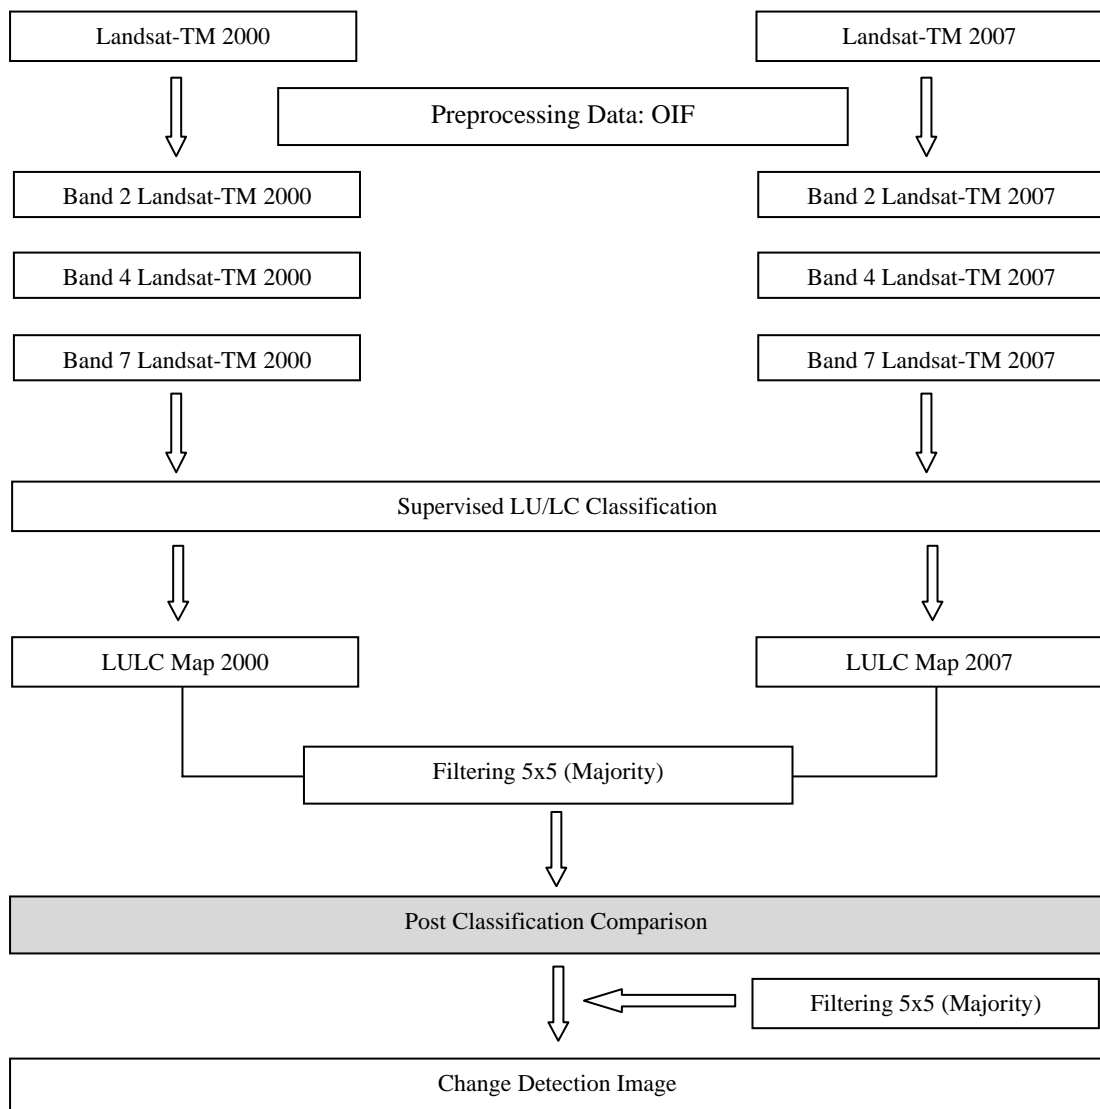 Landsat-TM 2000
Landsat-TM 2007
Preprocessing Data: OIF
Band 2 Landsat-TM 2000
Band 2 Landsat-TM 2007
Band 4 Landsat-TM 2000
Band 4 Landsat-TM 2007
Band 7 Landsat-TM 2000
Band 7 Landsat-TM 2007
Supervised LU/LC Classification
LULC Map 2000
LULC Map 2007
Filtering 5x5 (Majority)
Post Classification Comparison
Filtering 5x5 (Majority)
Change Detection Image